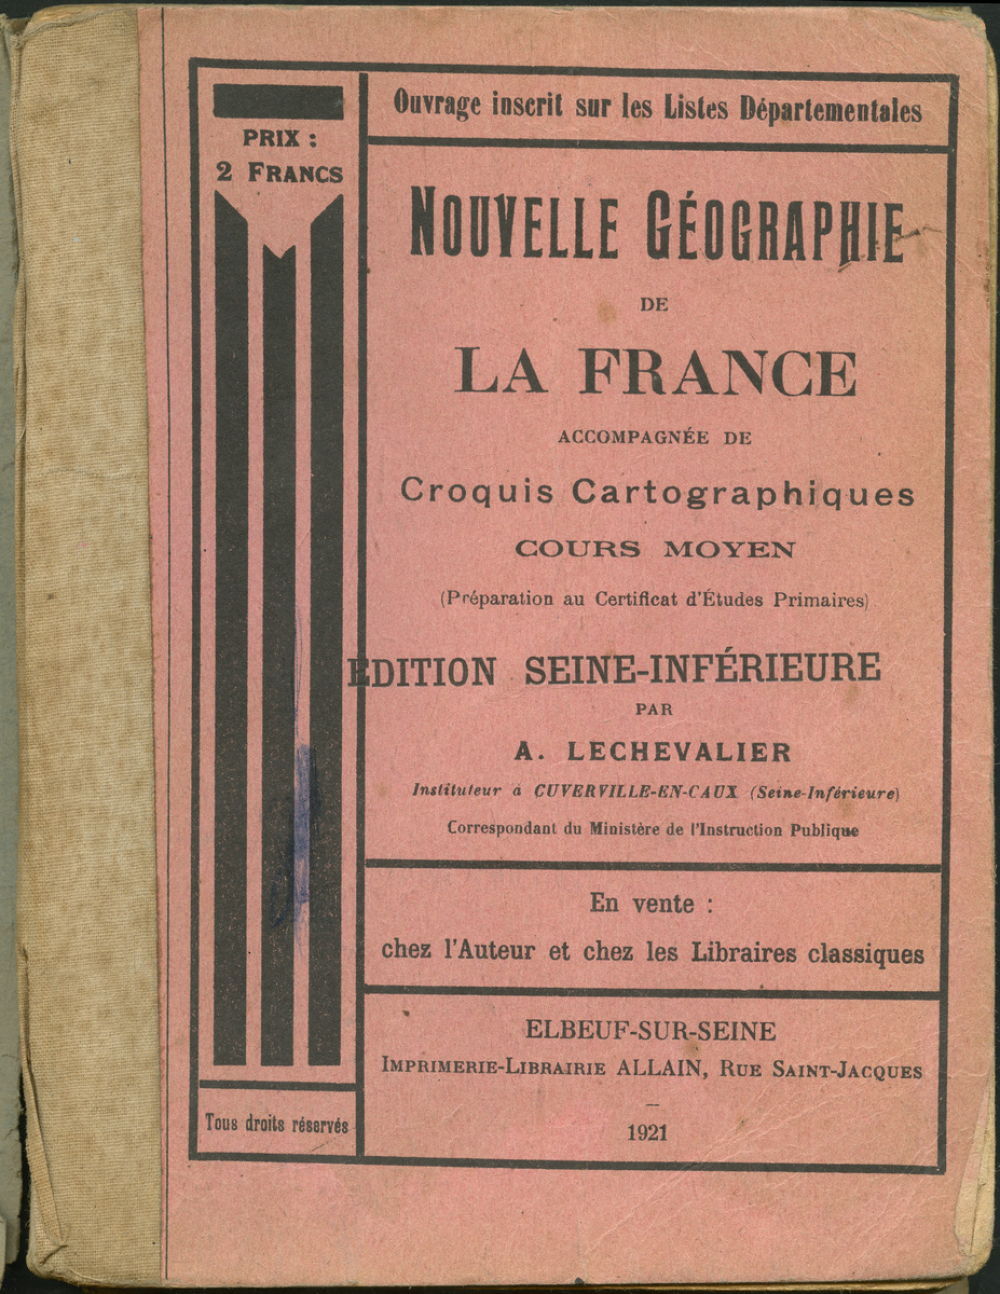 Ouvrage inscrit sur les Listes Départementales
PRIX :
2 FRANCS
NOUVELLE GÉOGRAPHIE
DE
LA FRANCE
ACCOMPAGNÉE DE
Croquis Cartographiques
COURS MOYEN
(Préparation au Certificat d'Études Primaires)
EDITION SEINE-INFÉRIEURE
PAR
A. LECHEVALIER
Instituteur à CUVERVILLE-EN-CAUX (Seine-Inférieure)
Correspondant du Ministère de l'Instruction Publique
En vente :
chez l'Auteur et chez les Libraires classiques
ELBEUF-SUR-SEINE
IMPRIMERIE-LIBRAIRIE ALLAIN, RUE SAINT-JACQUES
1921
Tous droits réservés